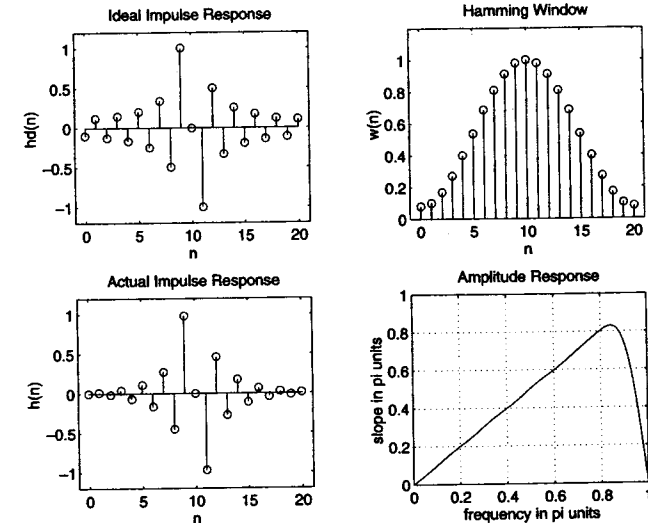 Ideal Impulse Response
hd(n)
1
0.5
0
−0.5
−1
0 5 10 15 20
n
Hamming Window
w(n)
1
0.8
0.6
0.4
0.2
0
0 5 10 15 20
n
Actual Impulse Response
h(n)
1
0.5
0
−0.5
−1
0 5 10 15 20
n
Amplitude Response
slope in pi units
1
0.8
0.6
0.4
0.2
0
0 0.2 0.4 0.6 0.8 1
frequency in pi units